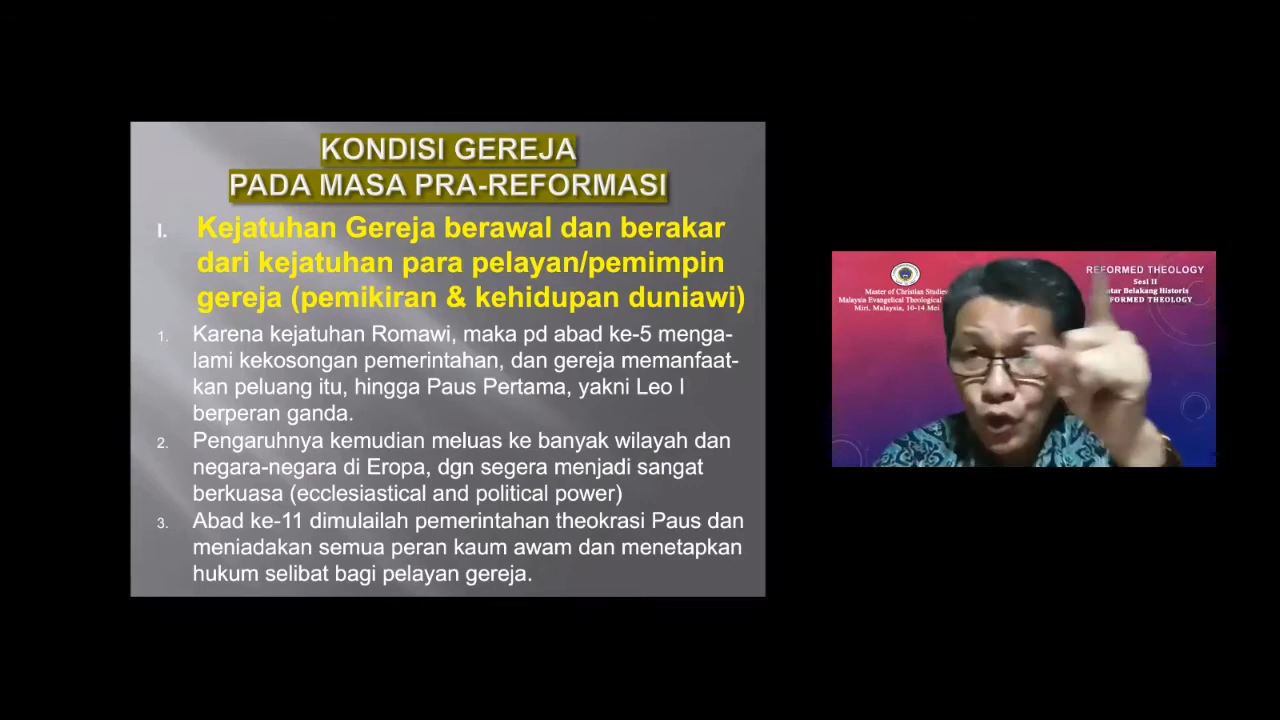 KONDISI GEREJA
PADA MASA PRA-REFORMASI
I. Kejatuhan Gereja berawal dan berakar
dari kejatuhan para pelayan/pemimpin
gereja (pemikiran & kehidupan duniawi)
1. Karena kejatuhan Romawi, maka pd abad ke-5 menga-
lami kekosongan pemerintahan, dan gereja memanfaat-
kan peluang itu, hingga Paus Pertama, yakni Leo I
berperan ganda.
2. Pengaruhnya kemudian meluas ke banyak wilayah dan
negara-negara di Eropa, dgn segera menjadi sangat
berkuasa (ecclesiastical and political power)
3. Abad ke-11 dimulailah pemerintahan theokrasi Paus dan
meniadakan semua peran kaum awam dan menetapkan
hukum selibat bagi pelayan gereja.
Master of Christian Studies
Malaysia Evangelical Theological
Miri, Malaysia, 10-14 Mei
REFORMED THEOLOGY
Sesi II
Belakang Historis
THEOLOGY